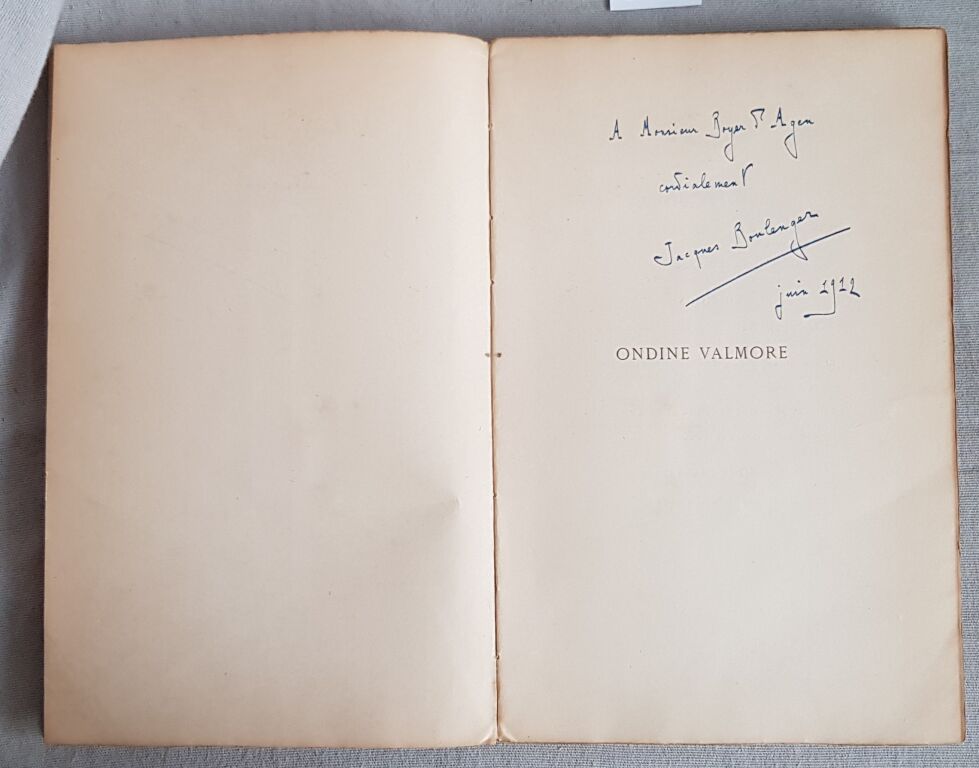 A Monsieur Boyer d'Agen
cordialement
Jacques Boulenger
juin 1912
ONDINE VALMORE